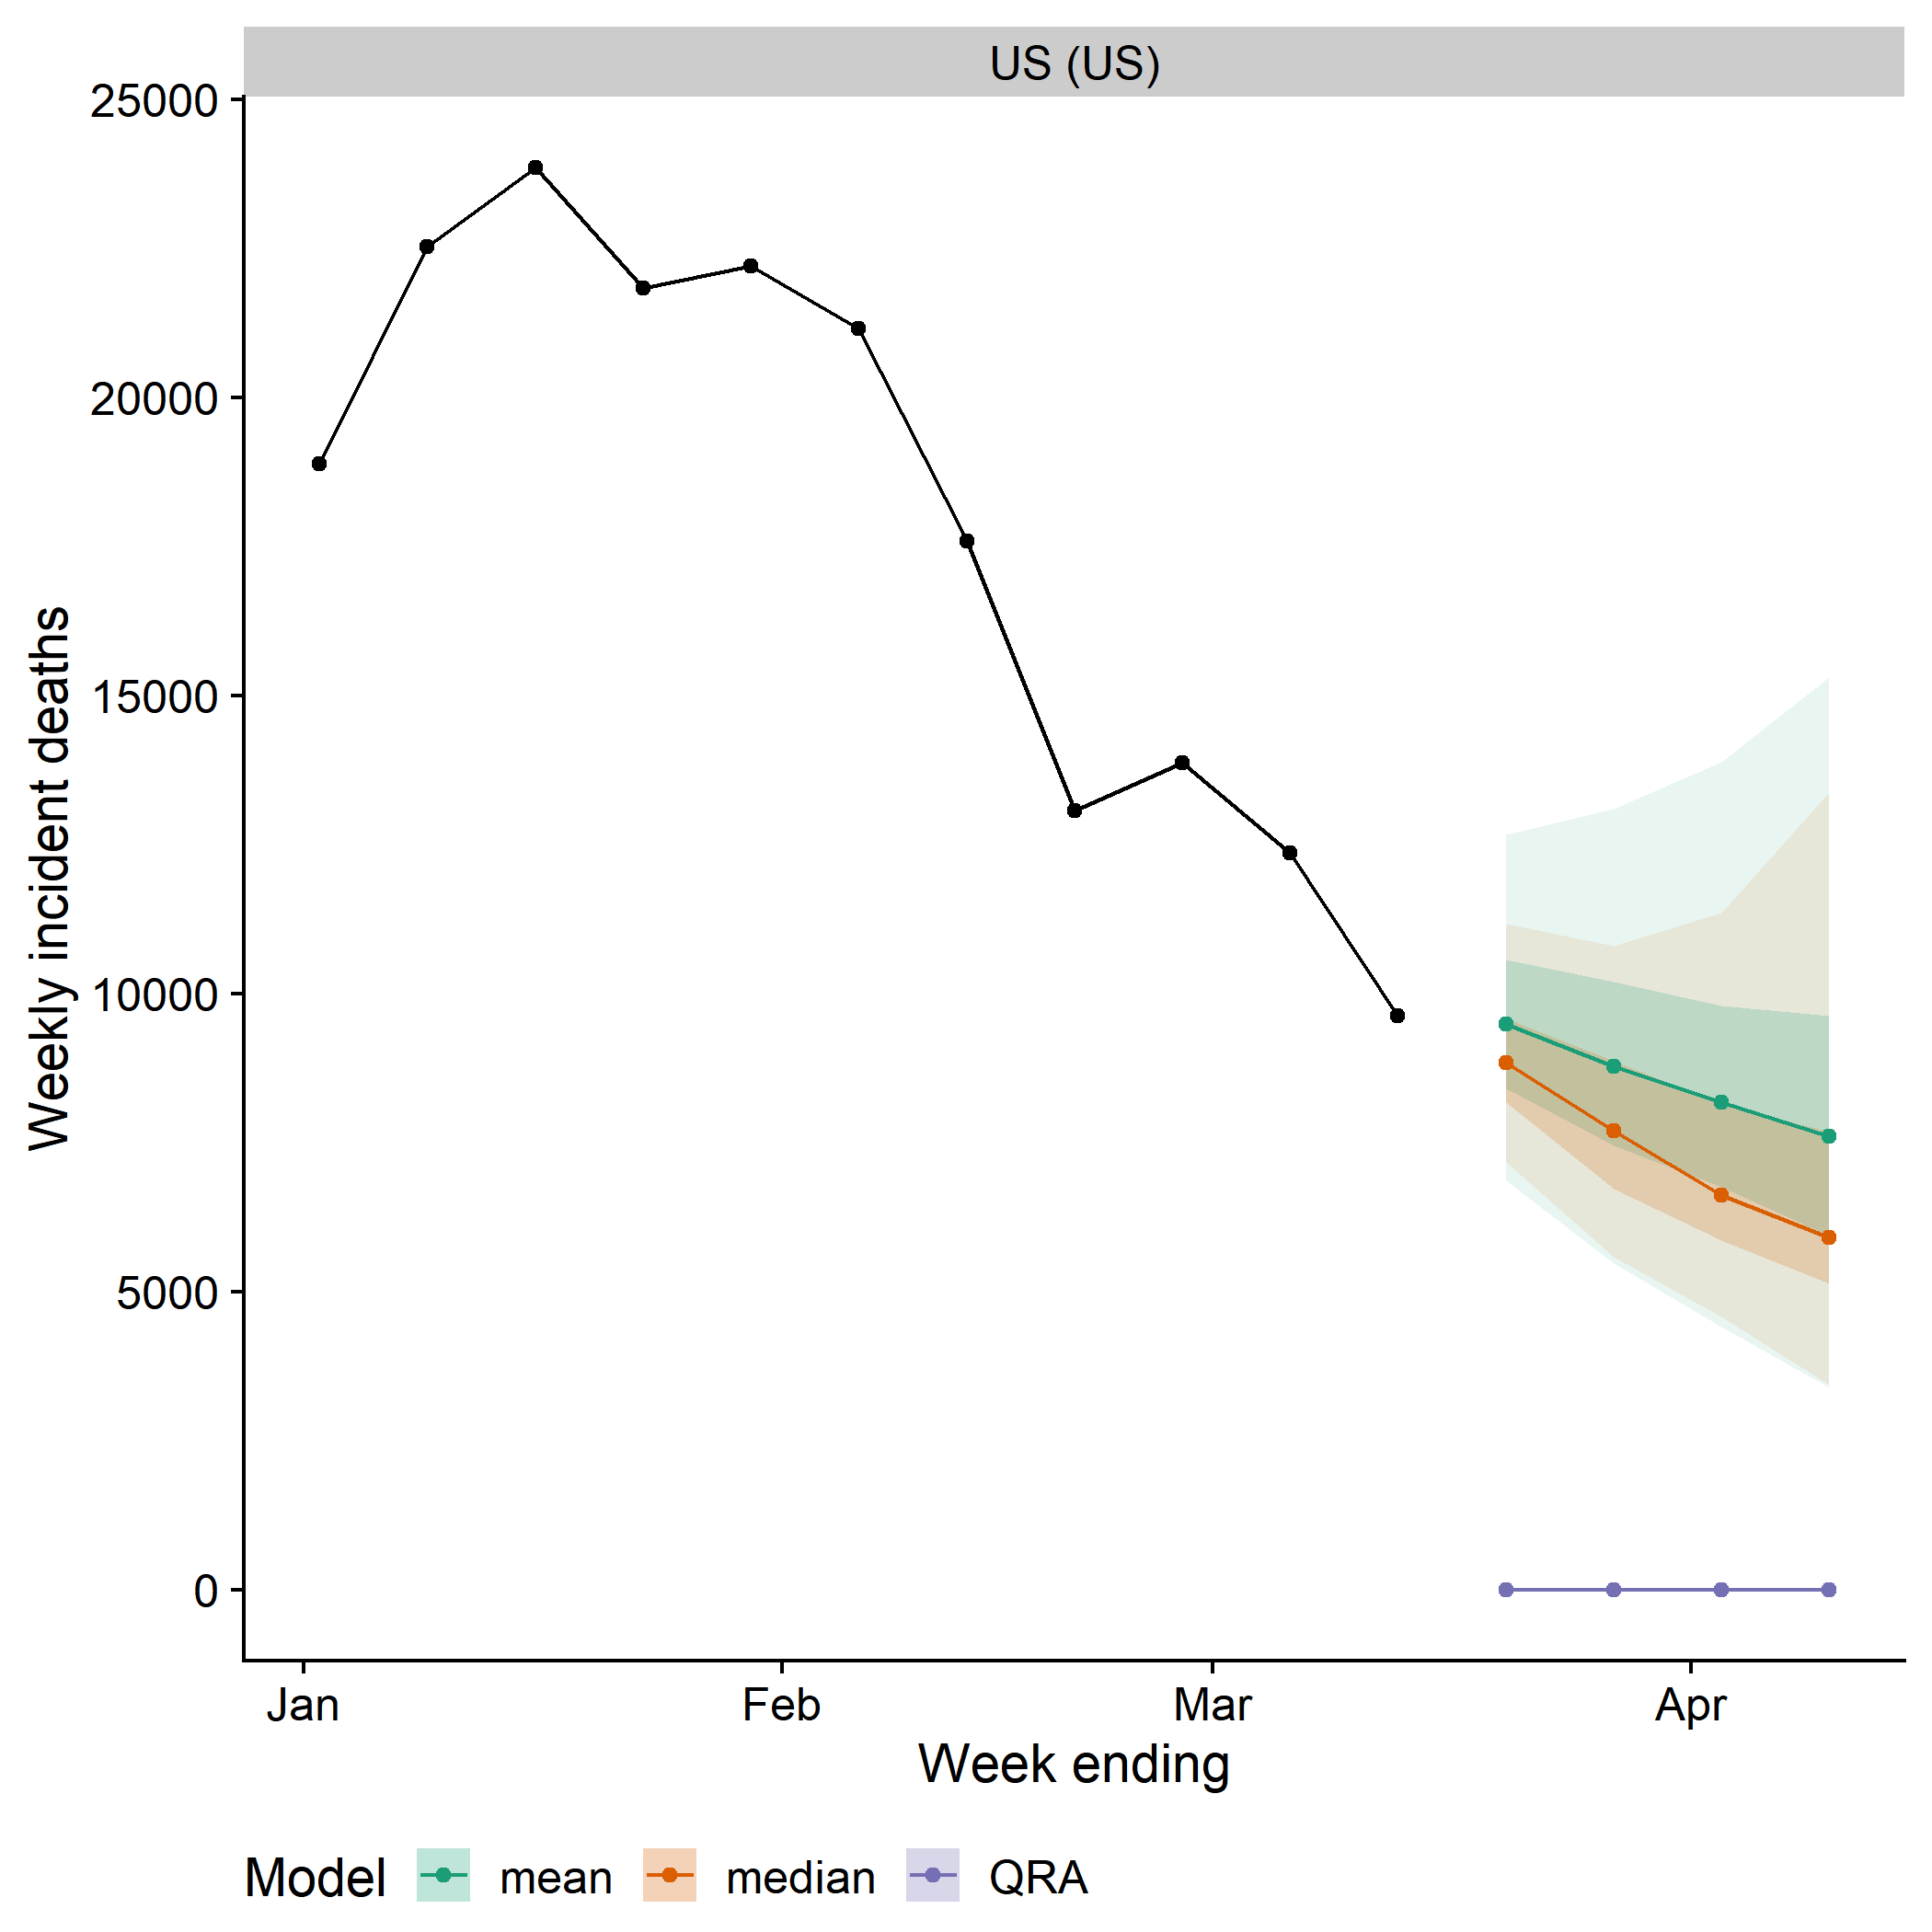 US (US)
25000
20000
15000
10000
5000
0
Weekly incident deaths
Jan Feb Mar Apr
Week ending
Model mean median QRA